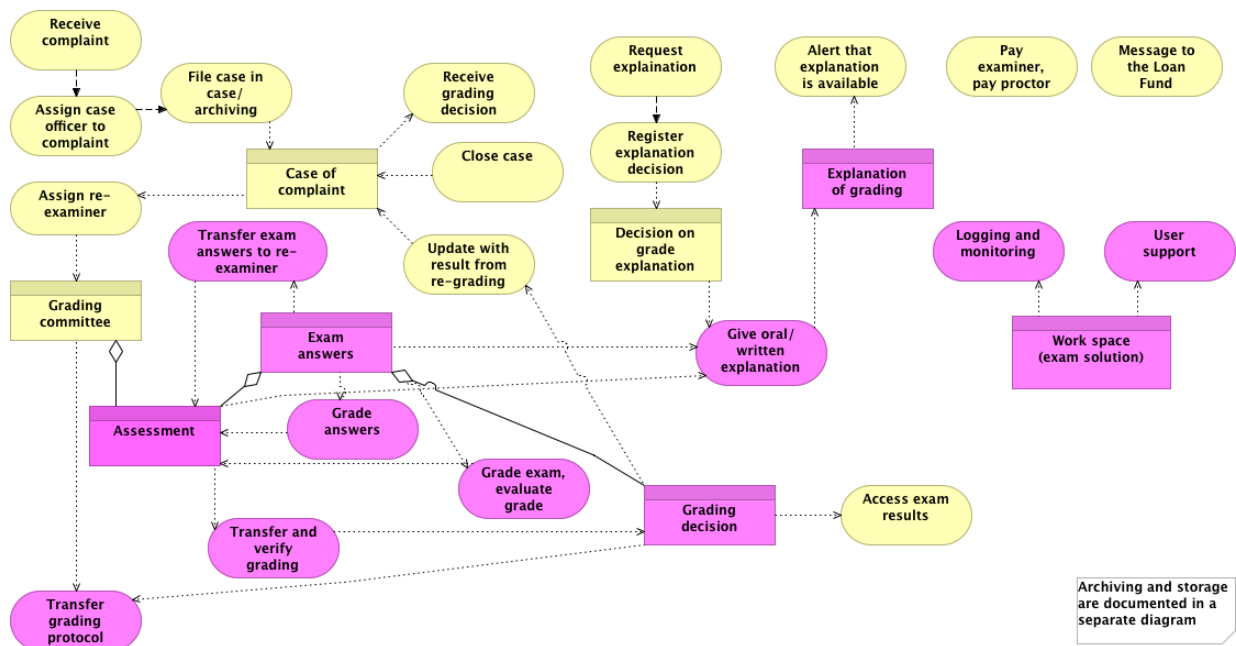 Receive
complaint
Assign case
officer to
complaint
File case in
case/
archiving
Receive
grading
decision
Close case
Case of
complaint
Assign re-
examiner
Update with
result from
re-grading
Grading
committee
Transfer exam
answers to re-
examiner
Exam
answers
Assessment
Grade
answers
Grade exam,
evaluate
grade
Transfer and
verify
grading
Transfer
grading
protocol
Request
explaination
Register
explanation
decision
Decision on
grade
explanation
Give oral/
written
explanation
Alert that
explanation
is available
Explanation
of grading
Pay
examiner,
pay proctor
Message to
the Loan
Fund
Logging and
monitoring
User
support
Work space
(exam solution)
Grading
decision
Access exam
results
Archiving and storage
are documented in a
separate diagram